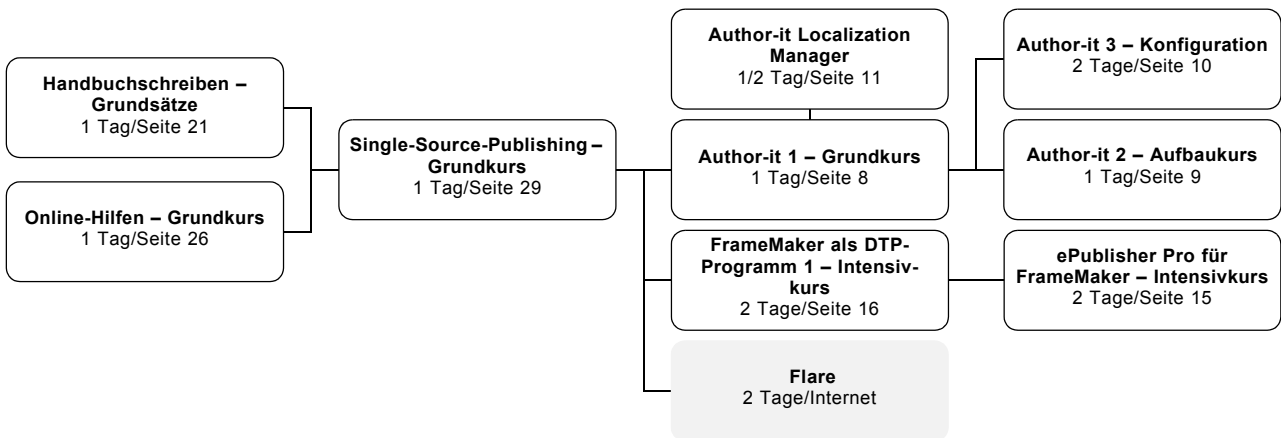 Handbuchschreiben –
Grundsätze
1 Tag/Seite 21
Online-Hilfen – Grundkurs
1 Tag/Seite 26
Single-Source-Publishing –
Grundkurs
1 Tag/Seite 29
Author-it Localization
Manager
1/2 Tag/Seite 11
Author-it 1 – Grundkurs
1 Tag/Seite 8
FrameMaker als DTP-
Programm 1 – Intensiv-
kurs
2 Tage/Seite 16
Flare
2 Tage/Internet
Author-it 3 – Konfiguration
2 Tage/Seite 10
Author-it 2 – Aufbaukurs
1 Tag/Seite 9
ePublisher Pro für
FrameMaker – Intensivkurs
2 Tage/Seite 15